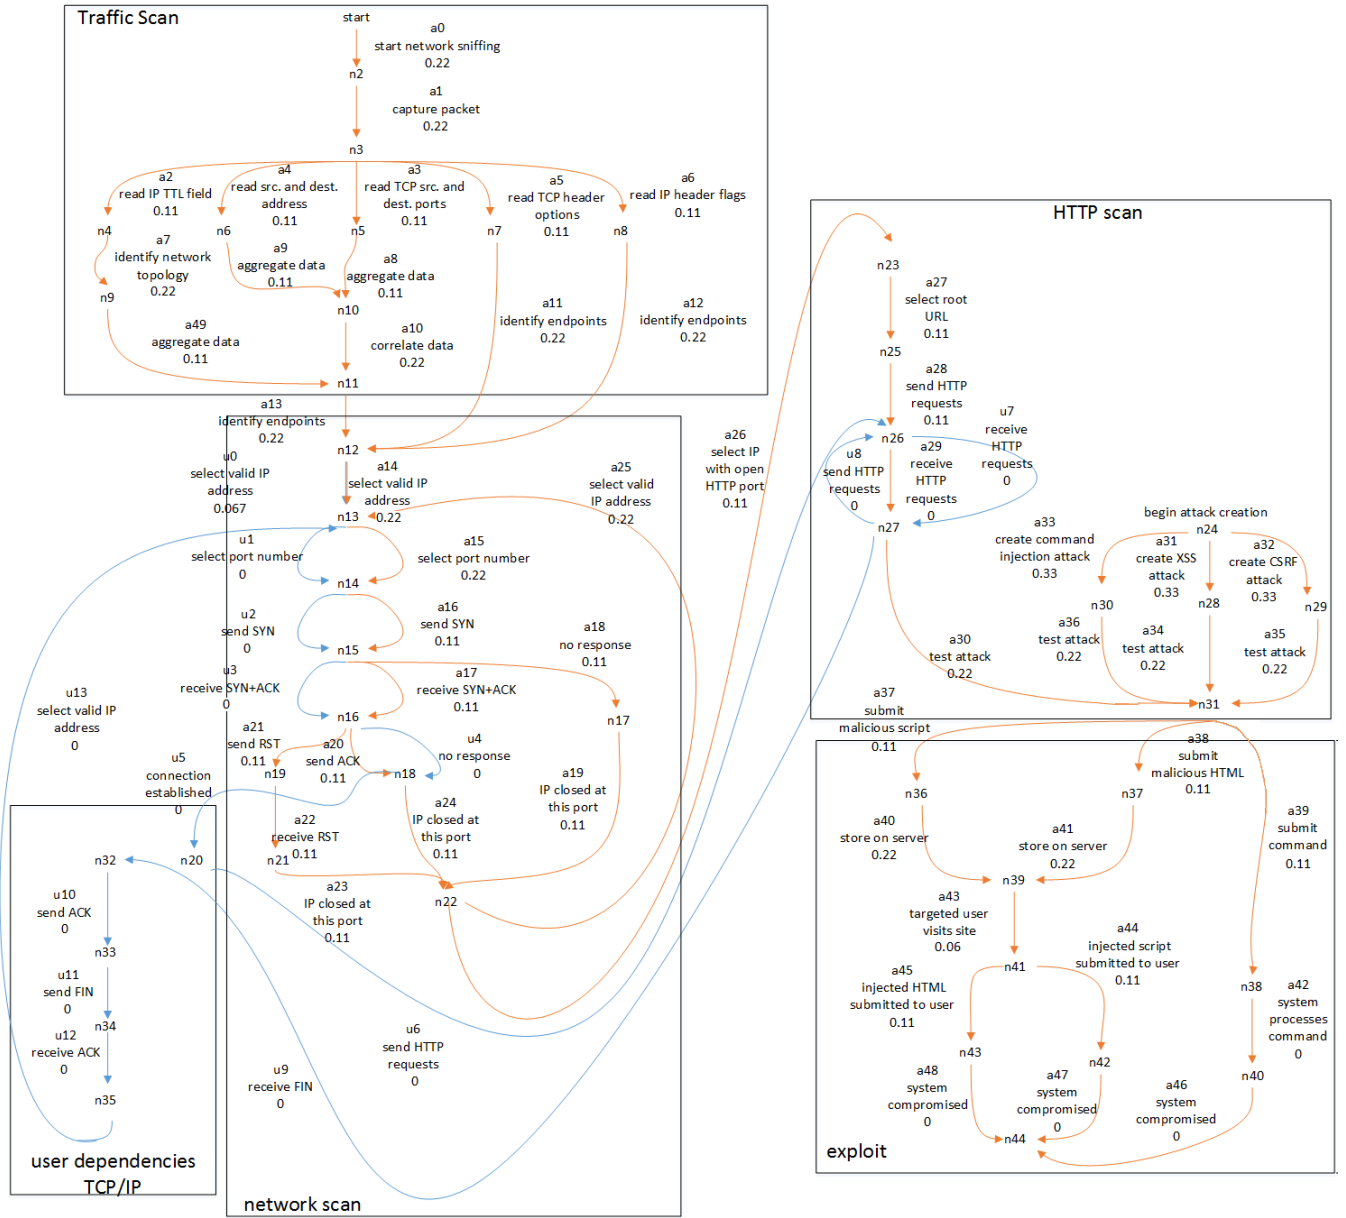 Traffic Scan
start
a0
start network sniffing
0.22
n2
a1
capture packet
0.22
n3
a2
read IP TTL field
0.11
a4
read src. and dest.
address
0.11
a3
read TCP src. and
dest. ports
0.11
a5
read TCP header
options
0.11
a6
read IP header flags
0.11
n4
n6
n5
n7
n8
a7
identify network
topology
0.22
a9
aggregate data
0.11
a8
aggregate data
0.11
n9
n10
a49
aggregate data
0.11
a10
correlate data
0.22
a11
identify endpoints
0.22
a12
identify endpoints
0.22
n11
a13
identify endpoints
0.22
n12
u0
select valid IP
address
0.067
a14
select valid IP
address
0.22
a25
select valid
IP address
0.22
a26
select IP
with open
HTTP port
0.11
n13
u1
select port number
0
a15
select port number
0.22
n14
u2
send SYN
0
a16
send SYN
0.11
n15
a18
no response
0.11
u3
receive SYN+ACK
0
a17
receive SYN+ACK
0.11
n16
n17
u13
select valid IP
address
0
a21
send RST
0.11
a20
send ACK
0.11
u4
no response
0
u5
connection
established
0
n19
n18
a19
IP closed at
this port
0.11
a22
receive RST
0.11
a24
IP closed at
this port
0.11
n32
n20
n21
a23
IP closed at
this port
0.11
n22
u10
send ACK
0
n33
u11
send FIN
0
n34
u12
receive ACK
0
n35
u9
receive FIN
0
u6
send HTTP
requests
0
user dependencies
TCP/IP
network scan
HTTP scan
n23
a27
select root
URL
0.11
n25
a28
send HTTP
requests
0.11
n26
u7
receive
HTTP
requests
0
u8
send HTTP
requests
0
a29
receive
HTTP
requests
0
n27
begin attack creation
n24
a33
create command
injection attack
0.33
a31
create XSS
attack
0.33
a32
create CSRF
attack
0.33
n30
n28
n29
a30
test attack
0.22
a36
test attack
0.22
a34
test attack
0.22
a35
test attack
0.22
n31
a37
submit
malicious script
0.11
a38
submit
malicious HTML
0.11
a39
submit
command
0.11
n36
n37
a40
store on server
0.22
a41
store on server
0.22
n39
a43
targeted user
visits site
0.06
a44
injected script
submitted to user
0.11
n41
a45
injected HTML
submitted to user
0.11
n38
a42
system
processes
command
0
n43
n42
n40
a48
system
compromised
0
a47
system
compromised
0
a46
system
compromised
0
n44
exploit